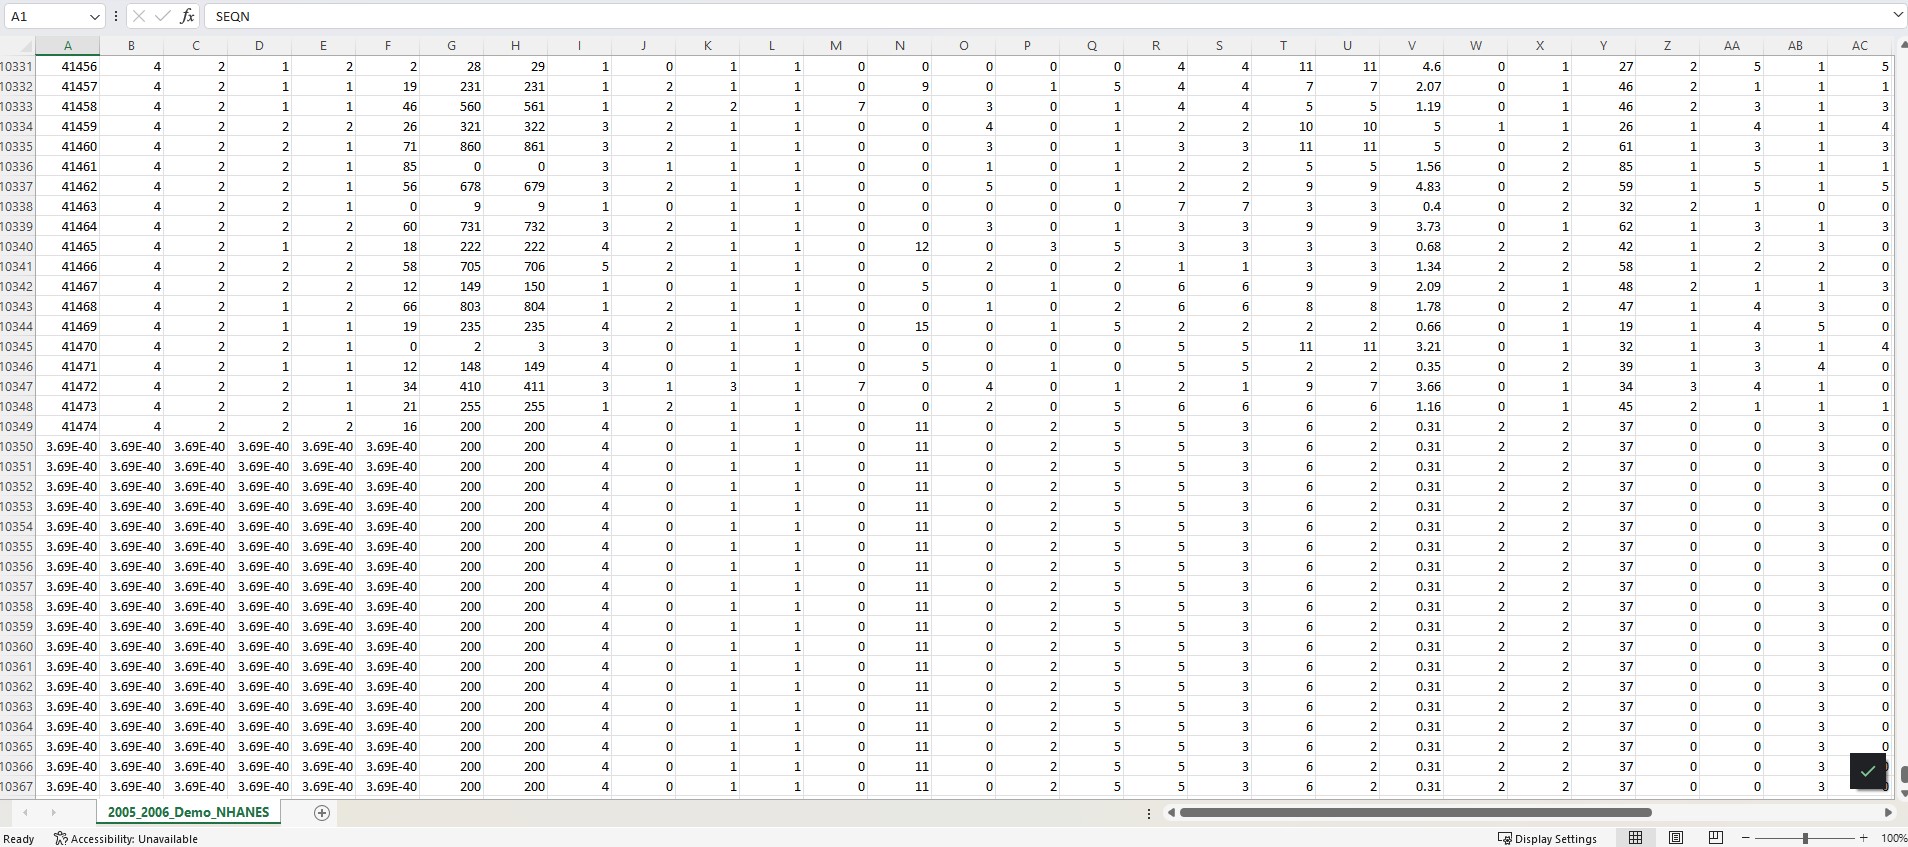 A1 fx SEQN
A B C D E F G H I J K L M N O P Q R S T U V W X Y Z AA AB AC
10331 41456 4 2 1 2 2 28 29 1 0 1 1 0 0 0 0 0 4 4 11 11 4.6 0 1 27 2 5 1 5
10332 41457 4 2 1 1 19 231 231 1 2 1 1 0 9 0 1 5 4 4 7 7 2.07 0 1 46 2 1 1 1
10333 41458 4 2 1 1 46 560 561 1 2 2 1 7 0 3 0 1 4 4 5 5 1.19 0 1 46 2 3 1 3
10334 41459 4 2 2 2 26 321 322 3 2 1 1 0 0 4 0 1 2 2 10 10 5 1 1 26 1 4 1 4
10335 41460 4 2 2 1 71 860 861 3 2 1 1 0 0 3 0 1 3 3 11 11 5 0 2 61 1 3 1 3
10336 41461 4 2 2 1 85 0 0 3 1 1 1 0 0 1 0 1 2 2 5 5 1.56 0 2 85 1 5 1 1
10337 41462 4 2 2 1 56 678 679 3 2 1 1 0 0 5 0 1 2 2 9 9 4.83 0 2 59 1 5 1 5
10338 41463 4 2 2 1 0 9 9 1 0 1 1 0 0 0 0 0 7 7 3 3 0.4 0 2 32 2 1 0 0
10339 41464 4 2 2 2 60 731 732 3 2 1 1 0 0 3 0 1 3 3 9 9 3.73 0 1 62 1 3 1 3
10340 41465 4 2 1 2 18 222 222 4 2 1 1 0 12 0 3 5 3 3 3 3 0.68 2 2 42 1 2 3 0
10341 41466 4 2 2 2 58 705 706 5 2 1 1 0 0 2 0 2 1 1 3 3 1.34 2 2 58 1 2 2 0
10342 41467 4 2 2 2 12 149 150 1 0 1 1 0 5 0 1 0 6 6 9 9 2.09 2 1 48 2 1 1 3
10343 41468 4 2 1 2 66 803 804 1 2 1 1 0 0 1 0 2 6 6 8 8 1.78 0 2 47 1 4 3 0
10344 41469 4 2 1 1 19 235 235 4 2 1 1 0 15 0 1 5 2 2 2 2 0.66 0 1 19 1 4 5 0
10345 41470 4 2 2 1 0 2 3 3 0 1 1 0 0 0 0 0 5 5 11 11 3.21 0 1 32 1 3 1 4
10346 41471 4 2 1 1 12 148 149 4 0 1 1 0 5 0 1 0 5 5 2 2 0.35 0 2 39 1 3 4 0
10347 41472 4 2 2 1 34 410 411 3 1 3 1 7 0 4 0 1 2 1 9 7 3.66 0 1 34 3 4 1 0
10348 41473 4 2 2 1 21 255 255 1 2 1 1 0 0 2 0 5 6 6 6 6 1.16 0 1 45 2 1 1 1
10349 41474 4 2 2 2 16 200 200 4 0 1 1 0 11 0 2 5 5 3 6 2 0.31 2 2 37 0 0 3 0
10350 3.69E-40 3.69E-40 3.69E-40 3.69E-40 3.69E-40 3.69E-40 200 200 4 0 1 1 0 11 0 2 5 5 3 6 2 0.31 2 2 37 0 0 3 0
10351 3.69E-40 3.69E-40 3.69E-40 3.69E-40 3.69E-40 3.69E-40 200 200 4 0 1 1 0 11 0 2 5 5 3 6 2 0.31 2 2 37 0 0 3 0
10352 3.69E-40 3.69E-40 3.69E-40 3.69E-40 3.69E-40 3.69E-40 200 200 4 0 1 1 0 11 0 2 5 5 3 6 2 0.31 2 2 37 0 0 3 0
10353 3.69E-40 3.69E-40 3.69E-40 3.69E-40 3.69E-40 3.69E-40 200 200 4 0 1 1 0 11 0 2 5 5 3 6 2 0.31 2 2 37 0 0 3 0
10354 3.69E-40 3.69E-40 3.69E-40 3.69E-40 3.69E-40 3.69E-40 200 200 4 0 1 1 0 11 0 2 5 5 3 6 2 0.31 2 2 37 0 0 3 0
10355 3.69E-40 3.69E-40 3.69E-40 3.69E-40 3.69E-40 3.69E-40 200 200 4 0 1 1 0 11 0 2 5 5 3 6 2 0.31 2 2 37 0 0 3 0
10356 3.69E-40 3.69E-40 3.69E-40 3.69E-40 3.69E-40 3.69E-40 200 200 4 0 1 1 0 11 0 2 5 5 3 6 2 0.31 2 2 37 0 0 3 0
10357 3.69E-40 3.69E-40 3.69E-40 3.69E-40 3.69E-40 3.69E-40 200 200 4 0 1 1 0 11 0 2 5 5 3 6 2 0.31 2 2 37 0 0 3 0
10358 3.69E-40 3.69E-40 3.69E-40 3.69E-40 3.69E-40 3.69E-40 200 200 4 0 1 1 0 11 0 2 5 5 3 6 2 0.31 2 2 37 0 0 3 0
10359 3.69E-40 3.69E-40 3.69E-40 3.69E-40 3.69E-40 3.69E-40 200 200 4 0 1 1 0 11 0 2 5 5 3 6 2 0.31 2 2 37 0 0 3 0
10360 3.69E-40 3.69E-40 3.69E-40 3.69E-40 3.69E-40 3.69E-40 200 200 4 0 1 1 0 11 0 2 5 5 3 6 2 0.31 2 2 37 0 0 3 0
10361 3.69E-40 3.69E-40 3.69E-40 3.69E-40 3.69E-40 3.69E-40 200 200 4 0 1 1 0 11 0 2 5 5 3 6 2 0.31 2 2 37 0 0 3 0
10362 3.69E-40 3.69E-40 3.69E-40 3.69E-40 3.69E-40 3.69E-40 200 200 4 0 1 1 0 11 0 2 5 5 3 6 2 0.31 2 2 37 0 0 3 0
10363 3.69E-40 3.69E-40 3.69E-40 3.69E-40 3.69E-40 3.69E-40 200 200 4 0 1 1 0 11 0 2 5 5 3 6 2 0.31 2 2 37 0 0 3 0
10364 3.69E-40 3.69E-40 3.69E-40 3.69E-40 3.69E-40 3.69E-40 200 200 4 0 1 1 0 11 0 2 5 5 3 6 2 0.31 2 2 37 0 0 3 0
10365 3.69E-40 3.69E-40 3.69E-40 3.69E-40 3.69E-40 3.69E-40 200 200 4 0 1 1 0 11 0 2 5 5 3 6 2 0.31 2 2 37 0 0 3 0
10366 3.69E-40 3.69E-40 3.69E-40 3.69E-40 3.69E-40 3.69E-40 200 200 4 0 1 1 0 11 0 2 5 5 3 6 2 0.31 2 2 37 0 0 3
10367 3.69E-40 3.69E-40 3.69E-40 3.69E-40 3.69E-40 3.69E-40 200 200 4 0 1 1 0 11 0 2 5 5 3 6 2 0.31 2 2 37 0 0 3
2005_2006_Demo_NHANES
Ready Accessibility: Unavailable Display Settings 100%